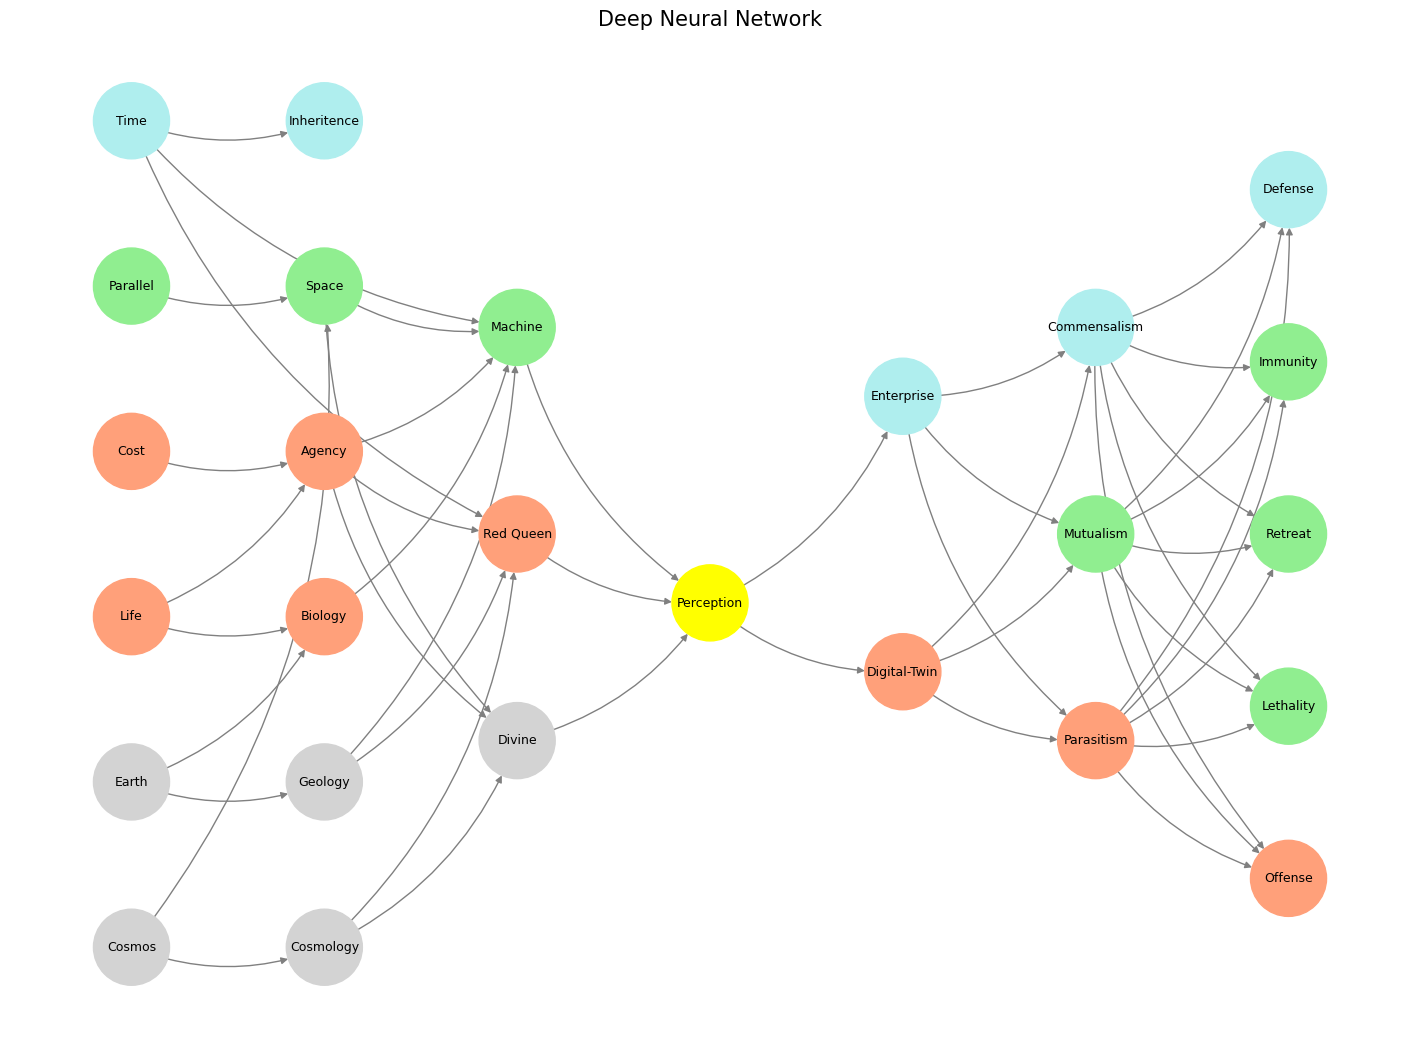 Deep Neural Network
Time
Inheritence
Defense
Parallel
Space
Machine
Commensalism
Immunity
Enterprise
Cost
Agency
Red Queen
Mutualism
Retreat
Life
Biology
Perception
Digital-Twin
Lethality
Earth
Geology
Divine
Parasitism
Offense
Cosmos
Cosmology